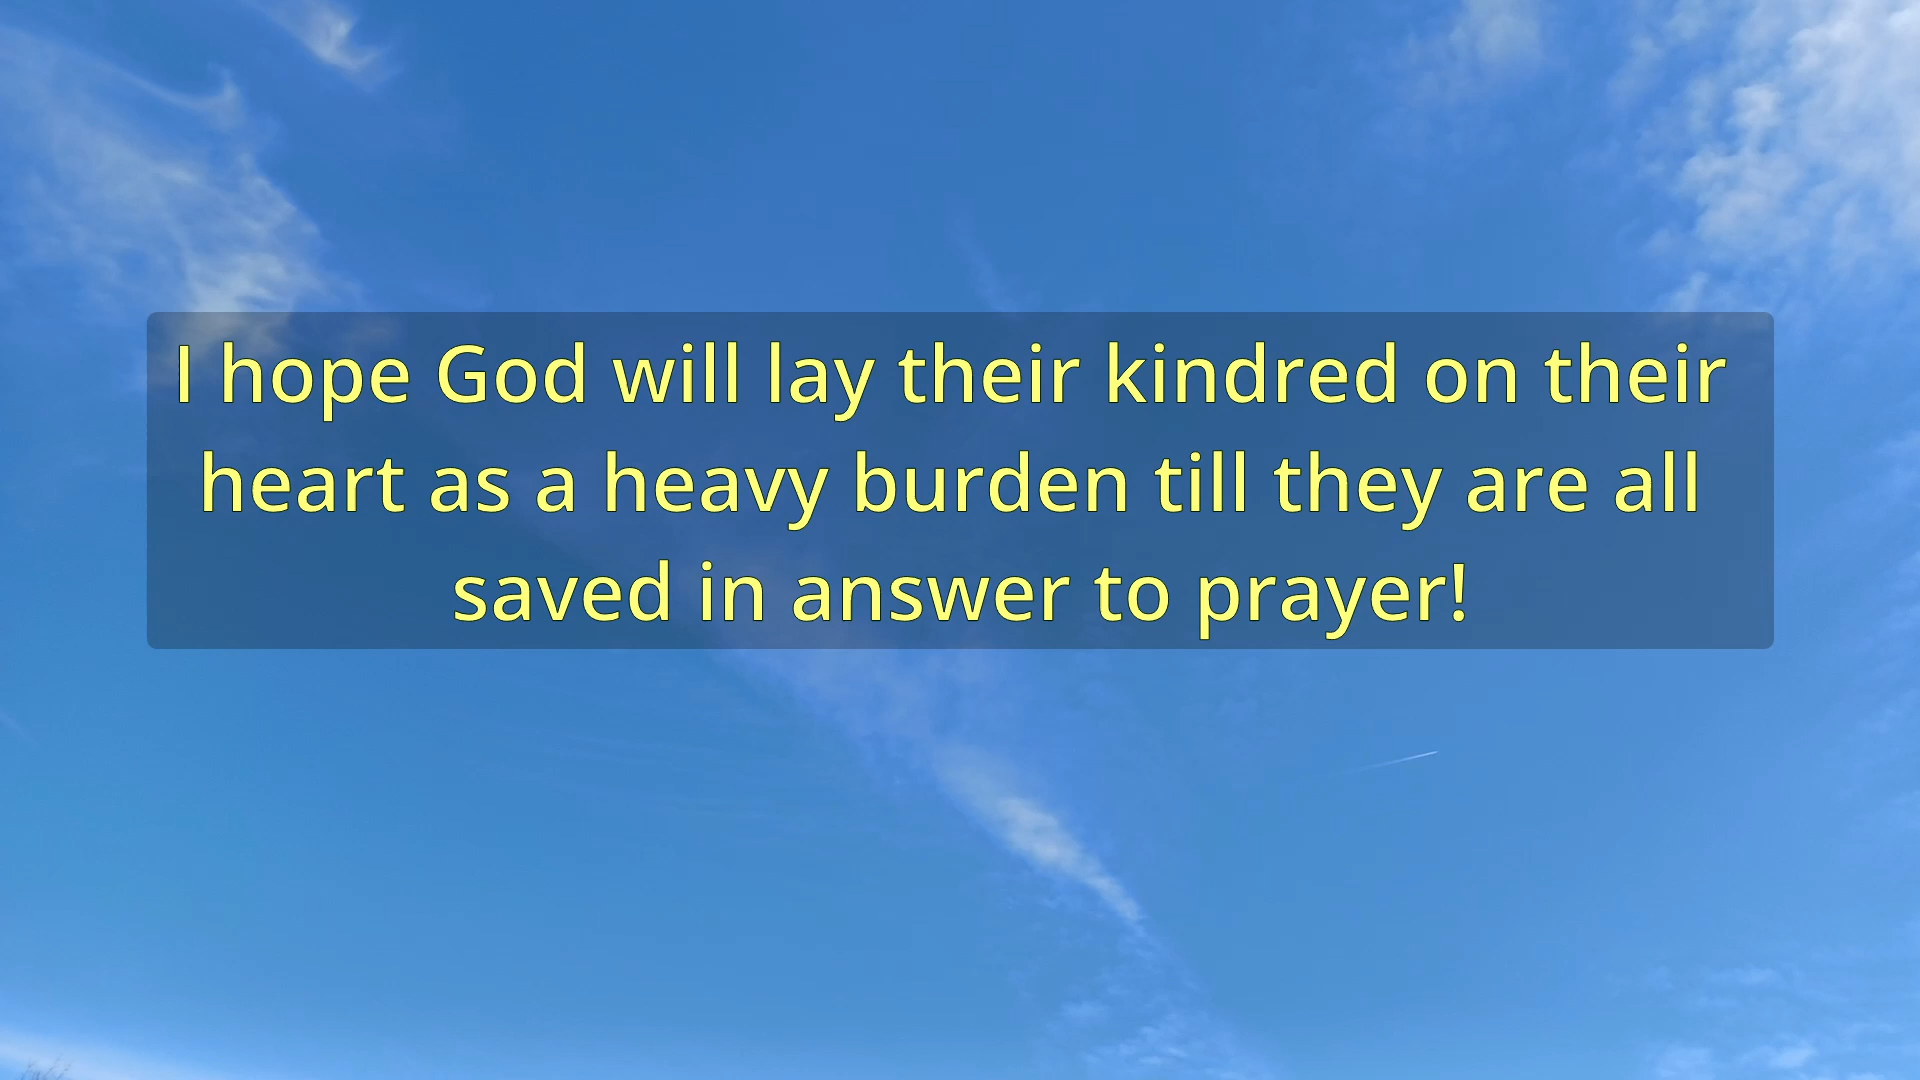 I hope God will lay their kindred on their
heart as a heavy burden till they are all
saved in answer to prayer!